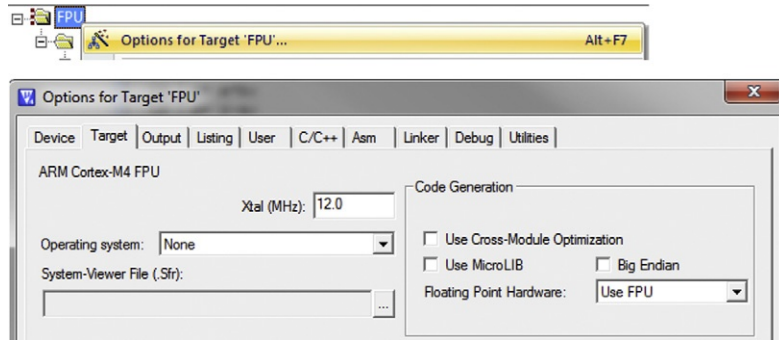 FPU
Options for Target 'FPU'... Alt+F7
Options for Target 'FPU'
Device Target Output Listing User C/C++ Asm Linker Debug Utilities
ARM Cortex-M4 FPU
Code Generation
Xtal (MHz): 12.0
Operating system: None
Use Cross-Module Optimization
System-Viewer File (.Sfr):
Use MicroLIB Big Endian
Floating Point Hardware: Use FPU
...